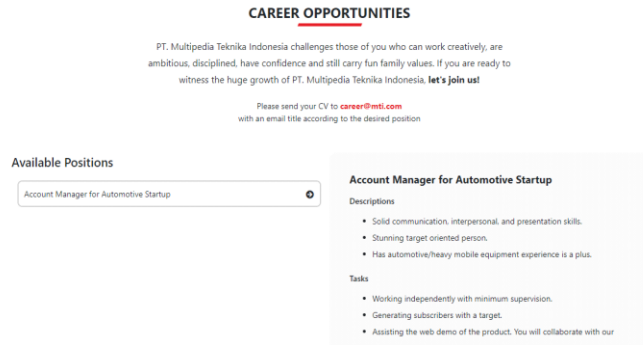 CAREER OPPORTUNITIES
PT. Multipedia Teknika Indonesia challenges those of you who can work creatively, are
ambitious, disciplined, have confidence and still carry fun family values. If you are ready to
witness the huge growth of PT. Multipedia Teknika Indonesia, let's join us!
Please send your CV to career@mti.com
with an email title according to the desired position
Available Positions
Account Manager for Automotive Startup
Account Manager for Automotive Startup
Descriptions
Solid communication, interpersonal, and presentation skills.
Stunning target oriented person.
Has automotive/heavy mobile equipment experience is a plus.
Tasks
Working independently with minimum supervision.
Generating subscribers with a target.
Assisting the web demo of the product. You will collaborate with our